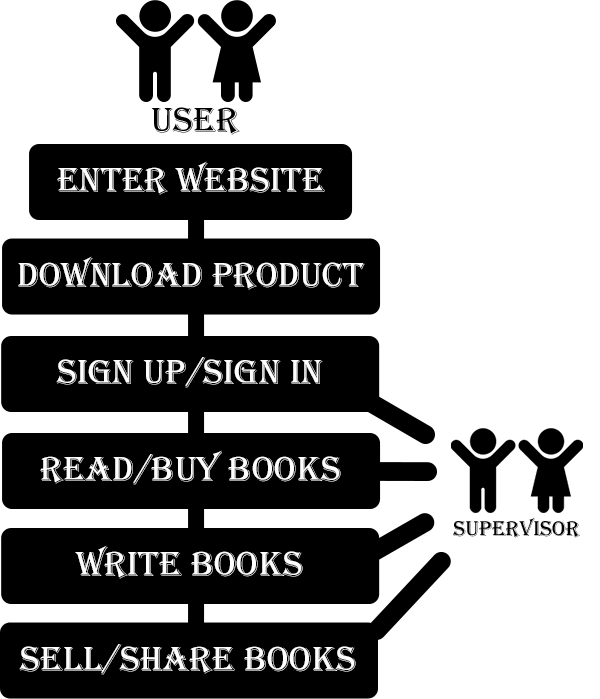 USER
ENTER WEBSITE
DOWNLOAD PRODUCT
SIGN UP/SIGN IN
READ/BUY BOOKS
WRITE BOOKS
SELL/SHARE BOOKS
SUPERVISOR